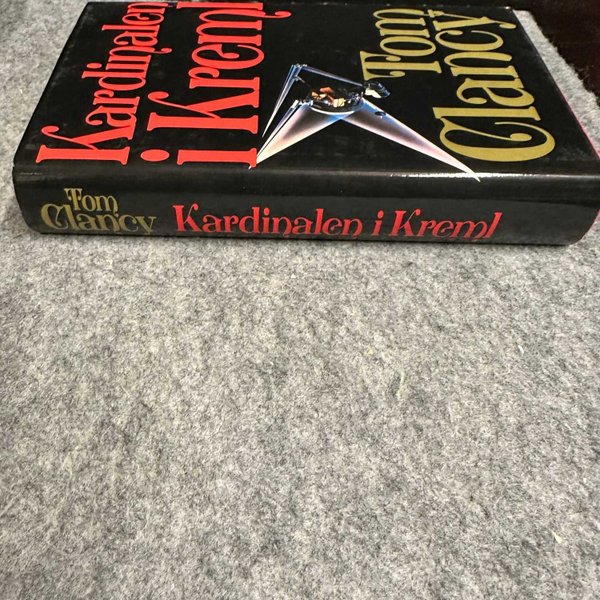 Kardinalen
i Kreml
Tom
Clancy
Tom
Clancy
Kardinalen i Kreml